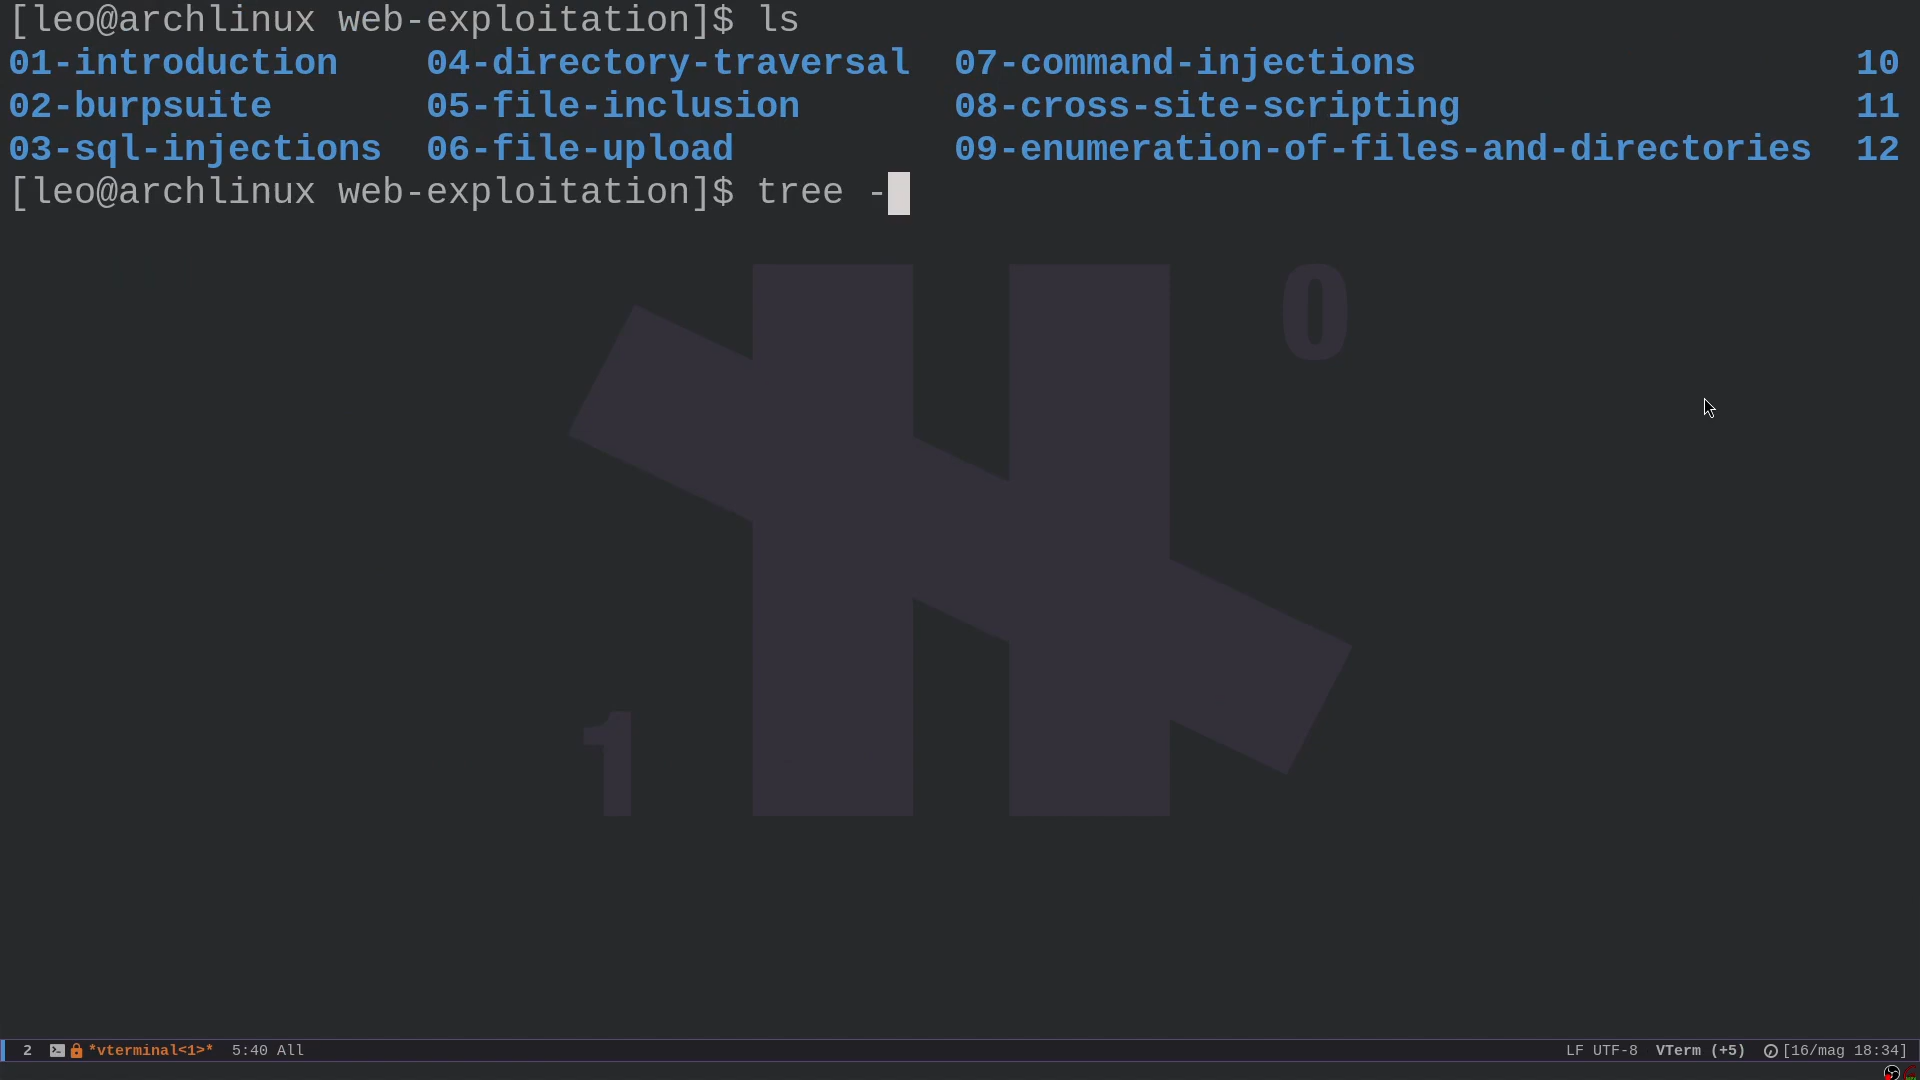 [leo@archlinux web-exploitation]$ ls
01-introduction 04-directory-traversal 07-command-injections 10
02-burpsuite 05-file-inclusion 08-cross-site-scripting 11
03-sql-injections 06-file-upload 09-enumeration-of-files-and-directories 12
[leo@archlinux web-exploitation]$ tree -
0
1
2 *vterminal<1>* 5:40 All LF UTF-8 VTerm (+5) [16/mag 18:34]